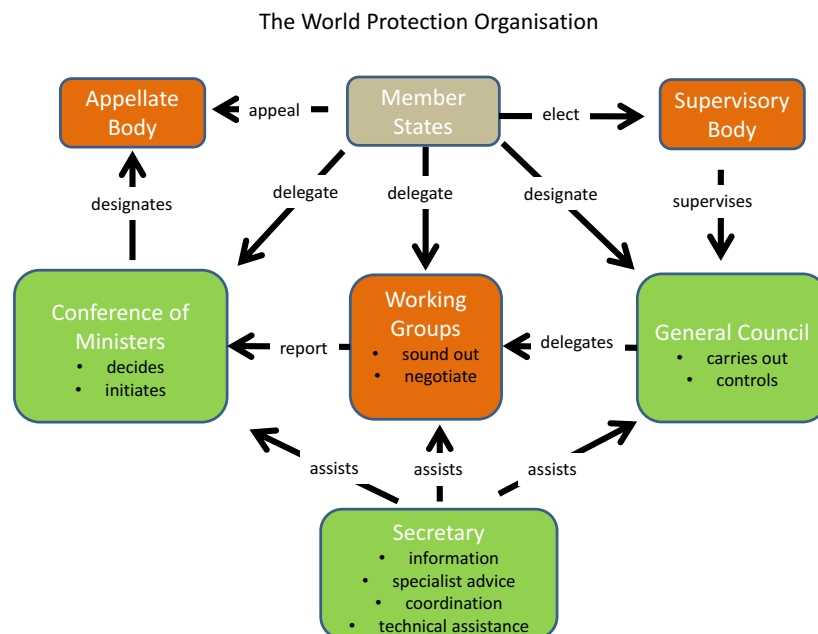 The World Protection Organisation
Appellate
Body
appeal
Member
States
elect
Supervisory
Body
designates
delegate
delegate
designate
supervises
Conference of
Ministers
• decides
• initiates
report
Working
Groups
• sound out
• negotiate
delegates
General Council
• carries out
• controls
assists
assists
assists
Secretary
• information
• specialist advice
• coordination
• technical assistance